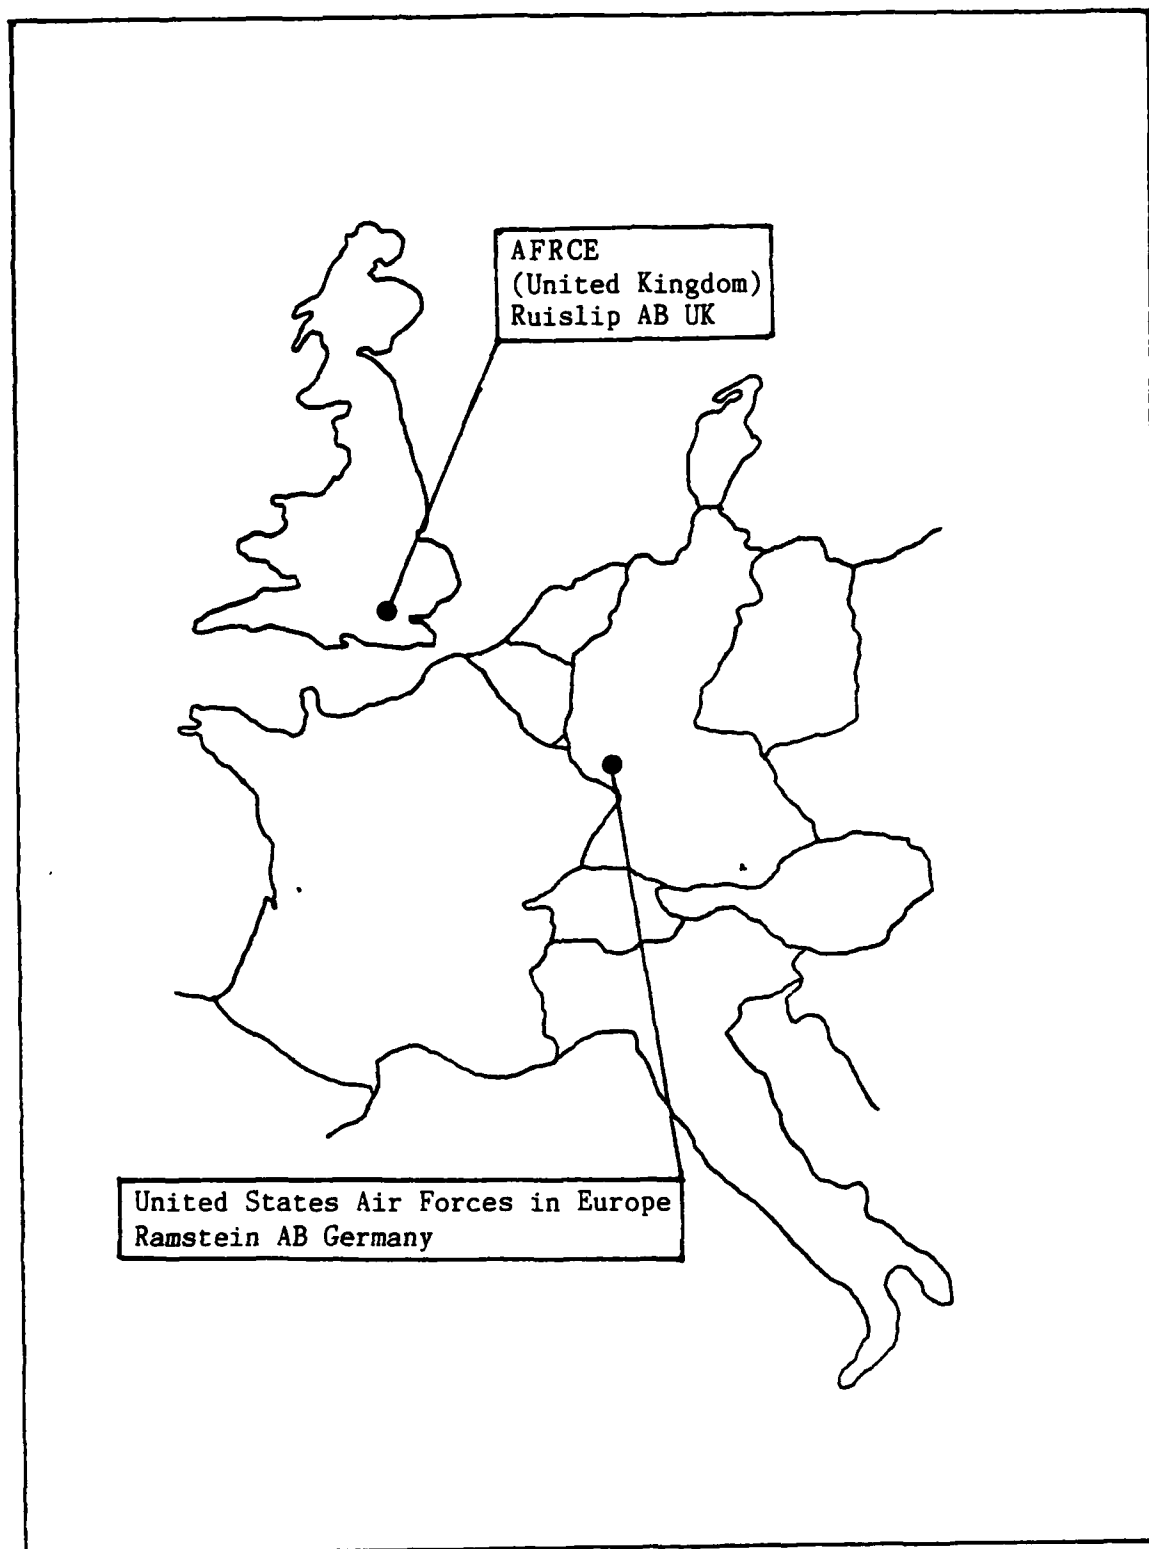 AFRCE
(United Kingdom)
Ruislip AB UK
United States Air Forces in Europe
Ramstein AB Germany